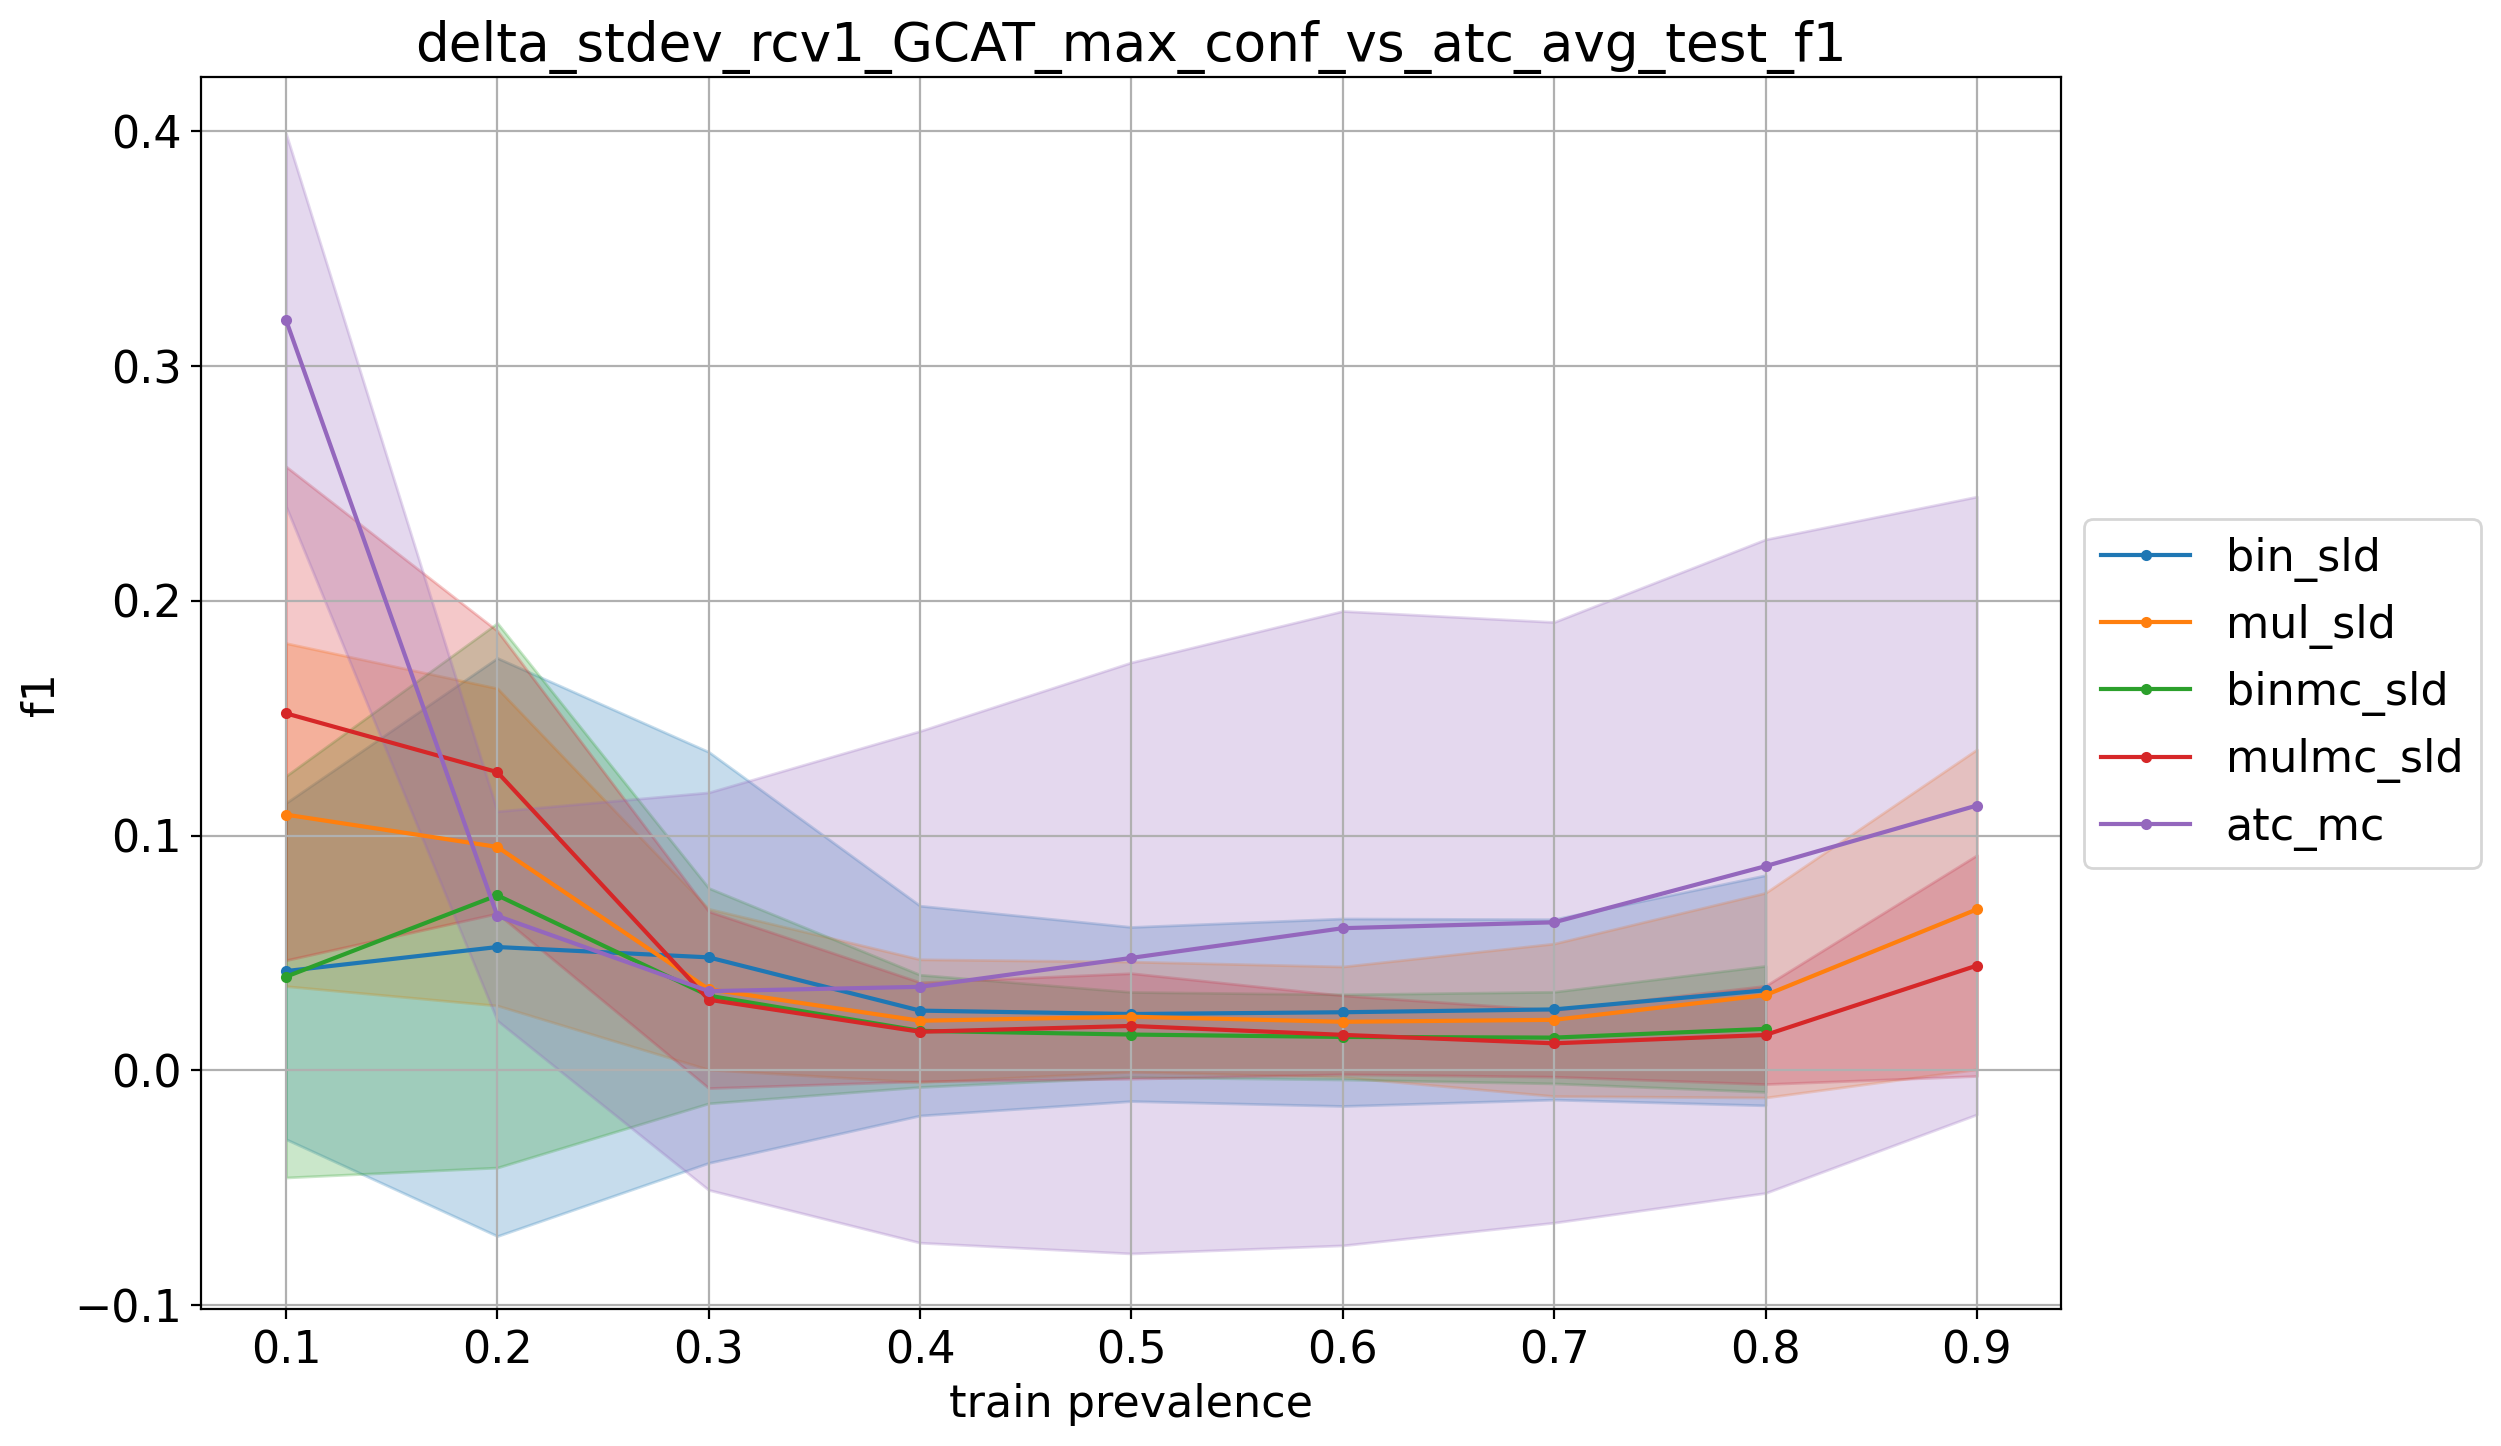 delta_stdev_rcv1_GCAT_max_conf_vs_atc_avg_test_f1
f1
0.4
0.3
0.2
0.1
0.0
−0.1
0.1 0.2 0.3 0.4 0.5 0.6 0.7 0.8 0.9
train prevalence
bin_sld
mul_sld
binmc_sld
mulmc_sld
atc_mc